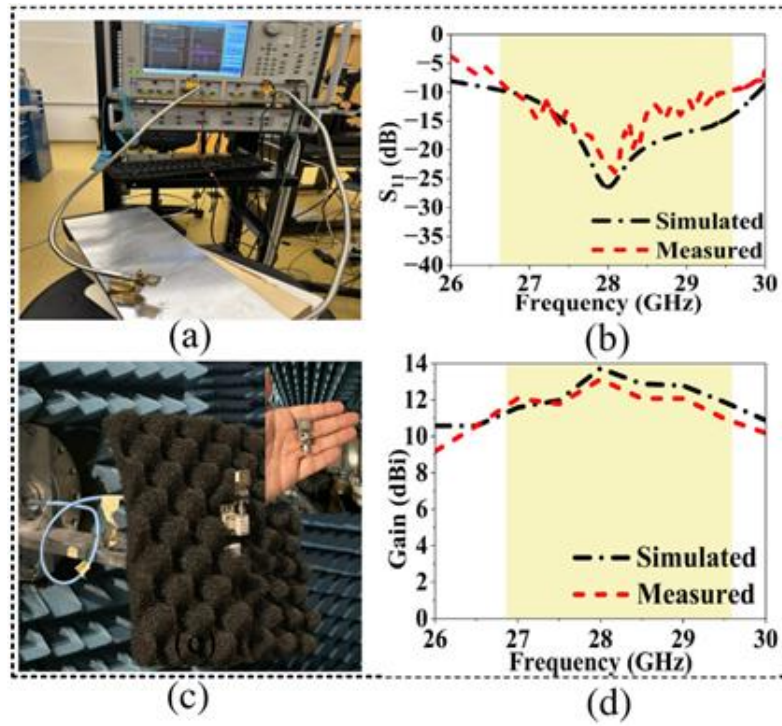 0
−5
−10
−15
−20
−25
−30
−35
−40
S11 (dB)
Simulated
Measured
26 27 28 29 30
Frequency (GHz)
(a)
(b)
14
12
10
8
6
4
2
0
Gain (dBi)
Simulated
Measured
26 27 28 29 30
Frequency (GHz)
(c)
(d)